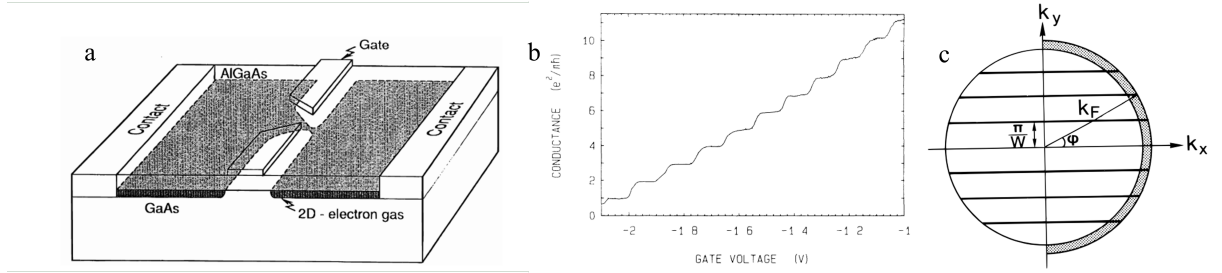 a
Gate
AlGaAs
Contact
Contact
GaAs
2D - electron gas
b
CONDUCTANCE (e²/πħ)
10
8
6
4
2
0
-2 -1 8 -1 6 -1 4 -1 2 -1
GATE VOLTAGE (V)
c
k_y
k_F
π/W
φ
k_x